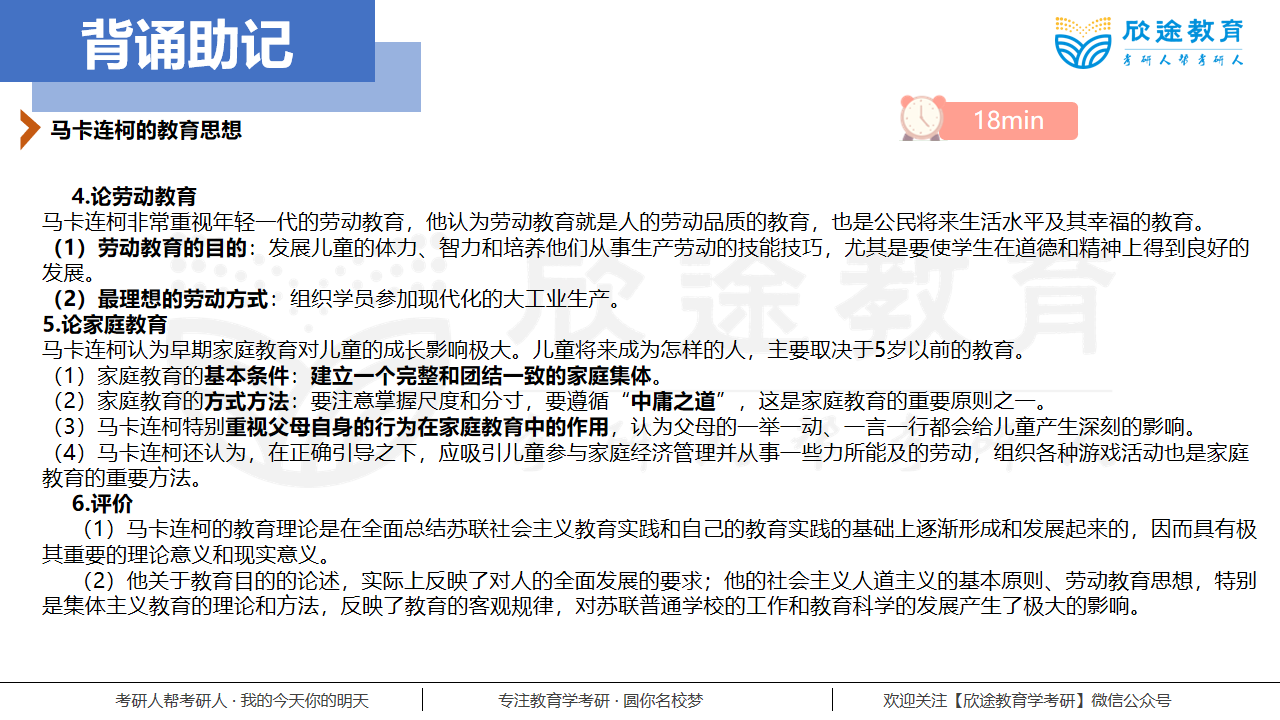 背诵助记
欣途教育
考研人帮考研人
马卡连柯的教育思想
18min
4.论劳动教育
马卡连柯非常重视年轻一代的劳动教育，他认为劳动教育就是人的劳动品质的教育，也是公民将来生活水平及其幸福的教育。
（1）劳动教育的目的：发展儿童的体力、智力和培养他们从事生产劳动的技能技巧，尤其是要使学生在道德和精神上得到良好的
发展。
（2）最理想的劳动方式：组织学员参加现代化的大工业生产。
5.论家庭教育
马卡连柯认为早期家庭教育对儿童的成长影响极大。儿童将来成为怎样的人，主要取决于5岁以前的教育。
（1）家庭教育的基本条件：建立一个完整和团结一致的家庭集体。
（2）家庭教育的方式方法：要注意掌握尺度和分寸，要遵循“中庸之道”，这是家庭教育的重要原则之一。
（3）马卡连柯特别重视父母自身的行为在家庭教育中的作用，认为父母的一举一动、一言一行都会给儿童产生深刻的影响。
（4）马卡连柯还认为，在正确引导之下，应吸引儿童参与家庭经济管理并从事一些力所能及的劳动，组织各种游戏活动也是家庭
教育的重要方法。
6.评价
（1）马卡连柯的教育理论是在全面总结苏联社会主义教育实践和自己的教育实践的基础上逐渐形成和发展起来的，因而具有极
其重要的理论意义和现实意义。
（2）他关于教育目的的论述，实际上反映了对人的全面发展的要求；他的社会主义人道主义的基本原则、劳动教育思想，特别
是集体主义教育的理论和方法，反映了教育的客观规律，对苏联普通学校的工作和教育科学的发展产生了极大的影响。
欣途教育
考研人帮考研人
考研人帮考研人 · 我的今天你的明天
专注教育学考研 · 圆你名校梦
欢迎关注【欣途教育学考研】微信公众号